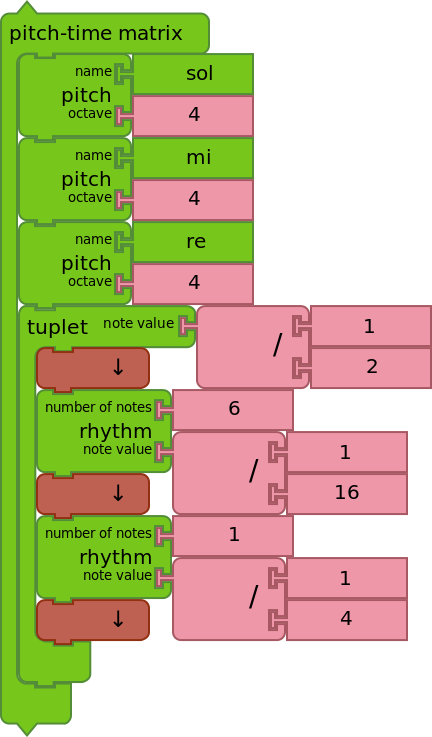 pitch-time matrix
name sol
pitch
octave 4
name mi
pitch
octave 4
name re
pitch
octave 4
tuplet note value / 1
2
↓
number of notes 6
rhythm
note value / 1
16
↓
number of notes 1
rhythm
note value / 1
4
↓